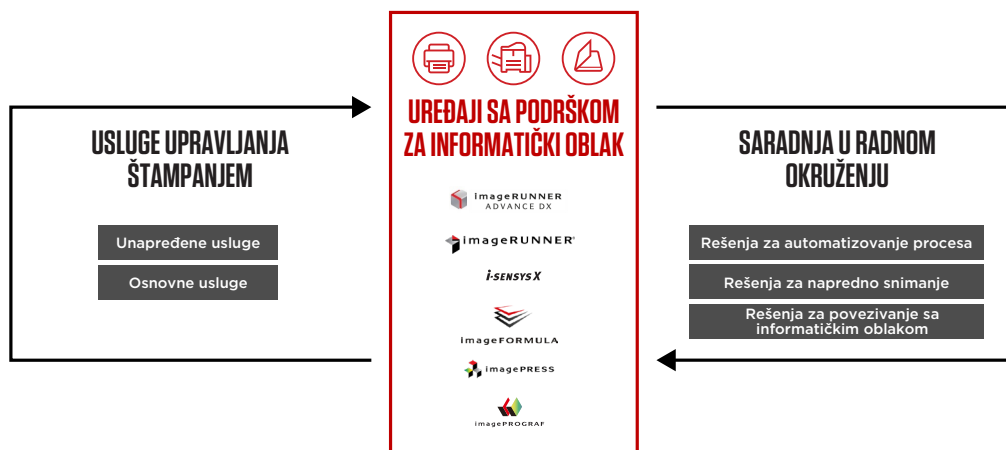 USLUGE UPRAVLJANJA
ŠTAMPANJEM
Unapređene usluge
Osnovne usluge
UREĐAJI SA PODRŠKOM
ZA INFORMATIČKI OBLAK
imageRUNNER
ADVANCE DX
imageRUNNER®
i-SENSYS X
imageFORMULA
imagePRESS
imagePROGRAF
SARADNJA U RADNOM
OKRUŽENJU
Rešenja za automatizovanje procesa
Rešenja za napredno snimanje
Rešenja za povezivanje sa
informatičkim oblakom